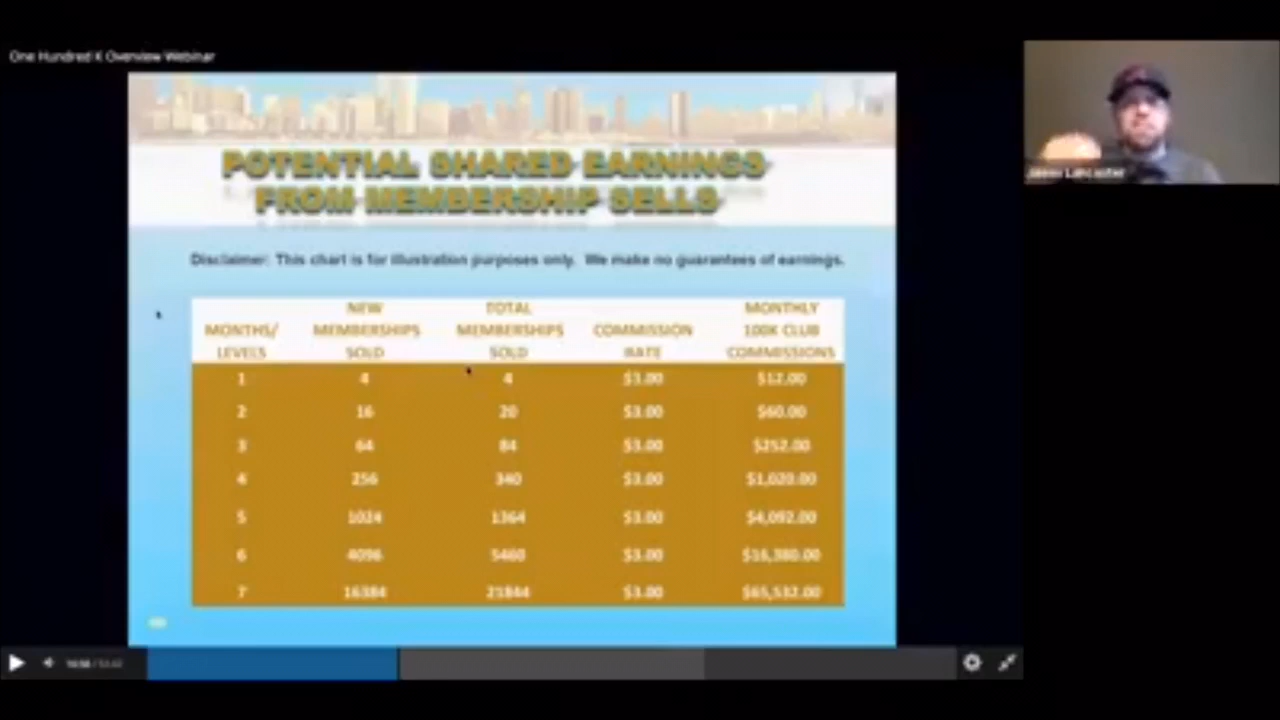 One Hundred K Overview Webinar
POTENTIAL SHARED EARNINGS
FROM MEMBERSHIP SELLS
Disclaimer: This chart is for illustration purposes only. We make no guarantees of earnings.
MONTHS/ LEVELS NEW MEMBERSHIPS SOLD TOTAL MEMBERSHIPS SOLD COMMISSION RATE MONTHLY 100K CLUB COMMISSIONS
1 4 4 $3.00 $12.00
2 16 20 $3.00 $60.00
3 64 84 $3.00 $252.00
4 256 340 $3.00 $1,020.00
5 1024 1364 $3.00 $4,092.00
6 4096 5460 $3.00 $16,380.00
7 16384 21844 $3.00 $65,532.00
Lancaster